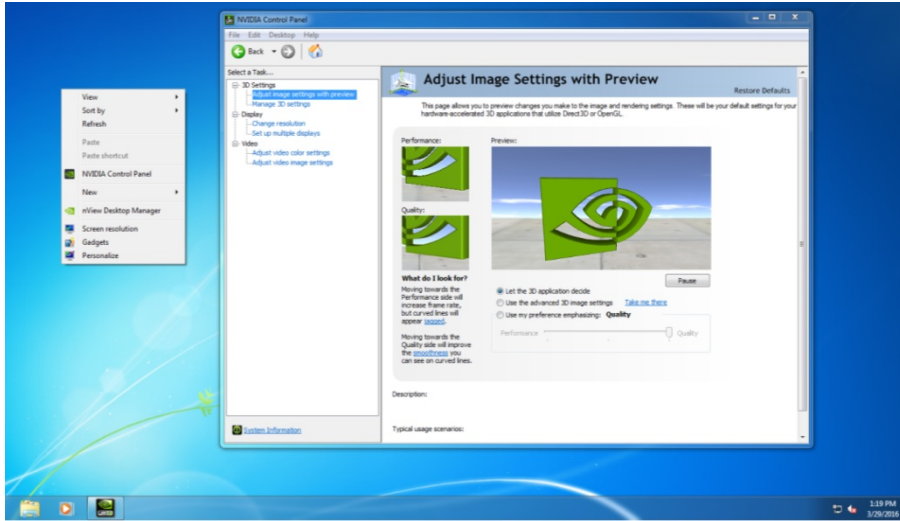 NVIDIA Control Panel
File Edit Desktop Help
Back
Select a Task...
3D Settings
Adjust image settings with preview
Manage 3D settings
Display
Change resolution
Set up multiple displays
Video
Adjust video color settings
Adjust video image settings
System Information
Adjust Image Settings with Preview
Restore Defaults
This page allows you to preview changes you make to the image and rendering settings. These will be your default settings for your
hardware-accelerated 3D applications that utilize Direct3D or OpenGL.
Performance:
Preview:
Quality:
What do I look for?
Moving towards the
Performance side will
increase frame rate,
but curved lines will
appear jagged.
Moving towards the
Quality side will improve
the smoothness you
can see on curved lines.
Pause
Let the 3D application decide
Use the advanced 3D image settings Take me there
Use my preference emphasizing: Quality
Performance Quality
Description:
Typical usage scenarios:
View
Sort by
Refresh
Paste
Paste shortcut
NVIDIA Control Panel
New
nView Desktop Manager
Screen resolution
Gadgets
Personalize
1:19 PM
3/29/2016